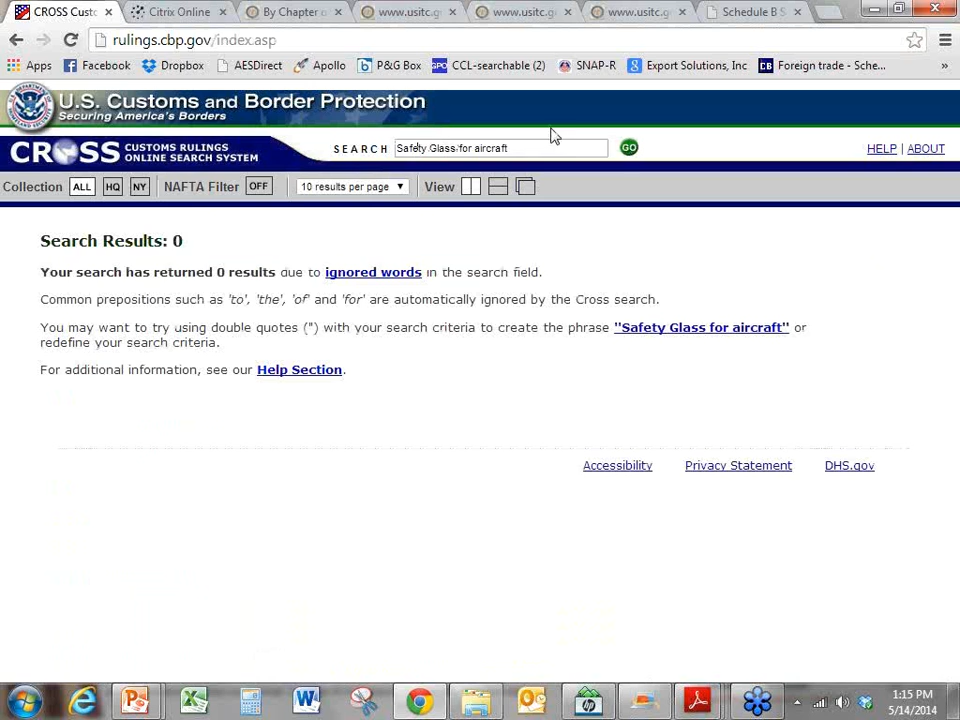 CROSS Custo
Citrix Online
By Chapter o
www.usitc.g
www.usitc.g
www.usitc.g
Schedule B S
rulings.cbp.gov/index.asp
Apps
Facebook
Dropbox
AESDirect
Apollo
P&G Box
CCL-searchable (2)
SNAP-R
Export Solutions, Inc
Foreign trade - Sche...
»
U.S. Customs and Border Protection
Securing America's Borders
CROSS CUSTOMS RULINGS
ONLINE SEARCH SYSTEM
SEARCH Safety Glass for aircraft GO
HELP | ABOUT
Collection ALL HQ NY NAFTA Filter OFF 10 results per page View
Search Results: 0
Your search has returned 0 results due to ignored words in the search field.
Common prepositions such as 'to', 'the', 'of' and 'for' are automatically ignored by the Cross search.
You may want to try using double quotes (") with your search criteria to create the phrase "Safety Glass for aircraft" or
redefine your search criteria.
For additional information, see our Help Section.
Accessibility Privacy Statement DHS.gov
1:15 PM
5/14/2014